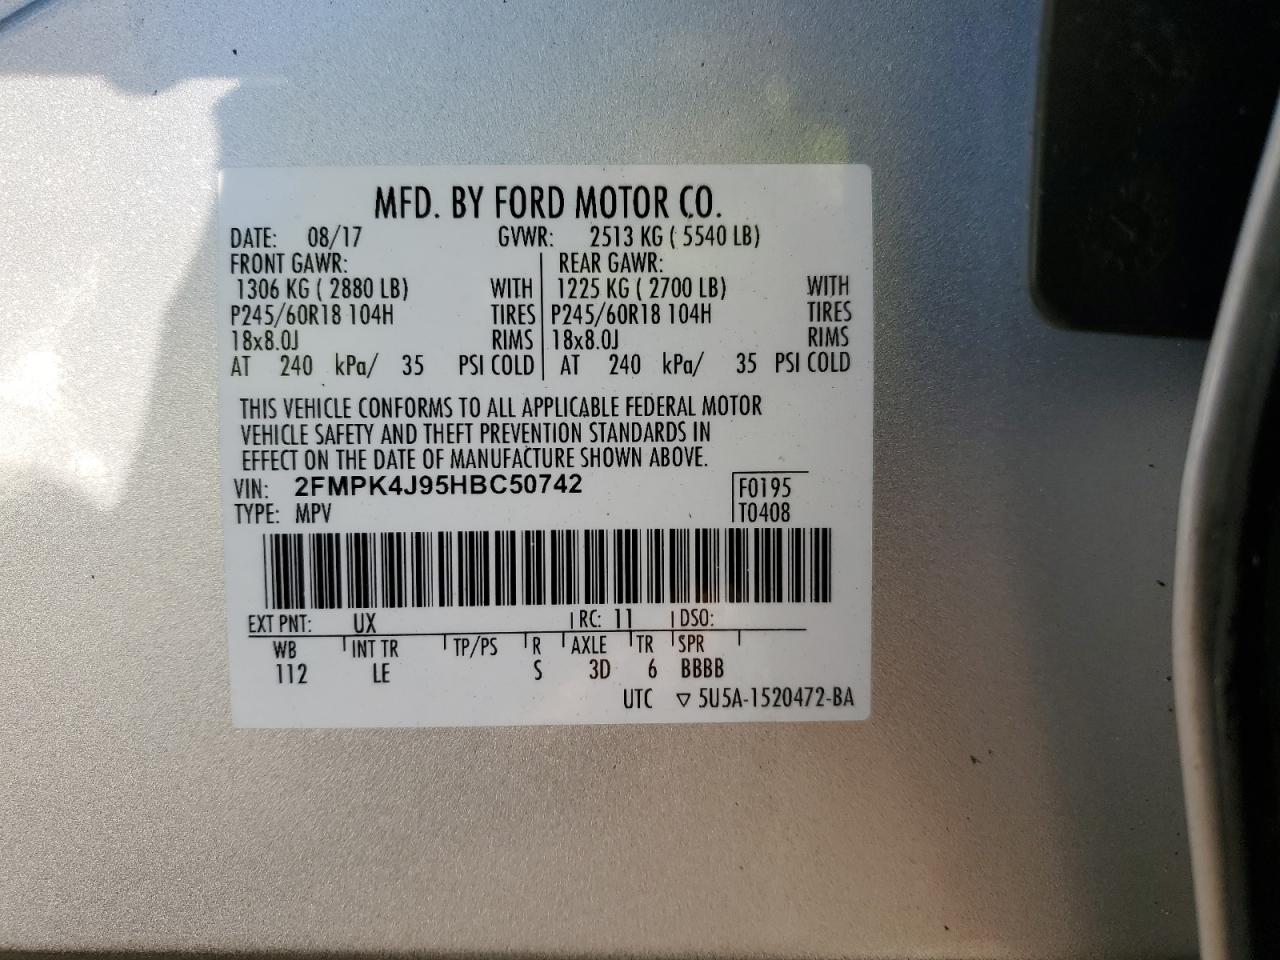 MFD. BY FORD MOTOR CO.
DATE: 08/17 GVWR: 2513 KG ( 5540 LB)
FRONT GAWR: REAR GAWR:
1306 KG ( 2880 LB) WITH 1225 KG ( 2700 LB) WITH
P245/60R18 104H TIRES P245/60R18 104H TIRES
18x8.0J RIMS 18x8.0J RIMS
AT 240 kPa/ 35 PSI COLD AT 240 kPa/ 35 PSI COLD
THIS VEHICLE CONFORMS TO ALL APPLICABLE FEDERAL MOTOR
VEHICLE SAFETY AND THEFT PREVENTION STANDARDS IN
EFFECT ON THE DATE OF MANUFACTURE SHOWN ABOVE.
VIN: 2FMPK4J95HBC50742 F0195
TYPE: MPV T0408
EXT PNT: UX RC: 11 DSO:
WB INT TR TP/PS R AXLE TR SPR
112 LE S 3D 6 BBBB
UTC ▽ 5U5A-1520472-BA